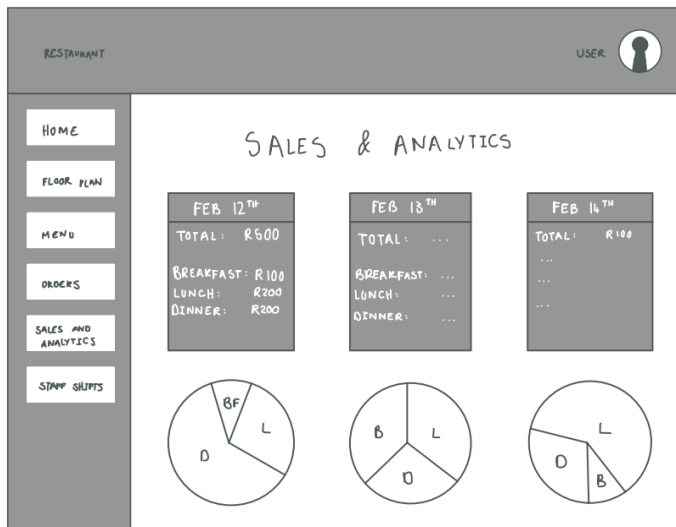 RESTAURANT
USER
HOME
FLOOR PLAN
MENU
ORDERS
SALES AND
ANALYTICS
STAFF SHIFTS
SALES & ANALYTICS
FEB 12TH
TOTAL: R500
BREAKFAST: R100
LUNCH: R200
DINNER: R200
FEB 13TH
TOTAL: ...
BREAKFAST: ...
LUNCH: ...
DINNER: ...
FEB 14TH
TOTAL: R100
...
...
...
BF
L
D
B
L
D
L
D
B